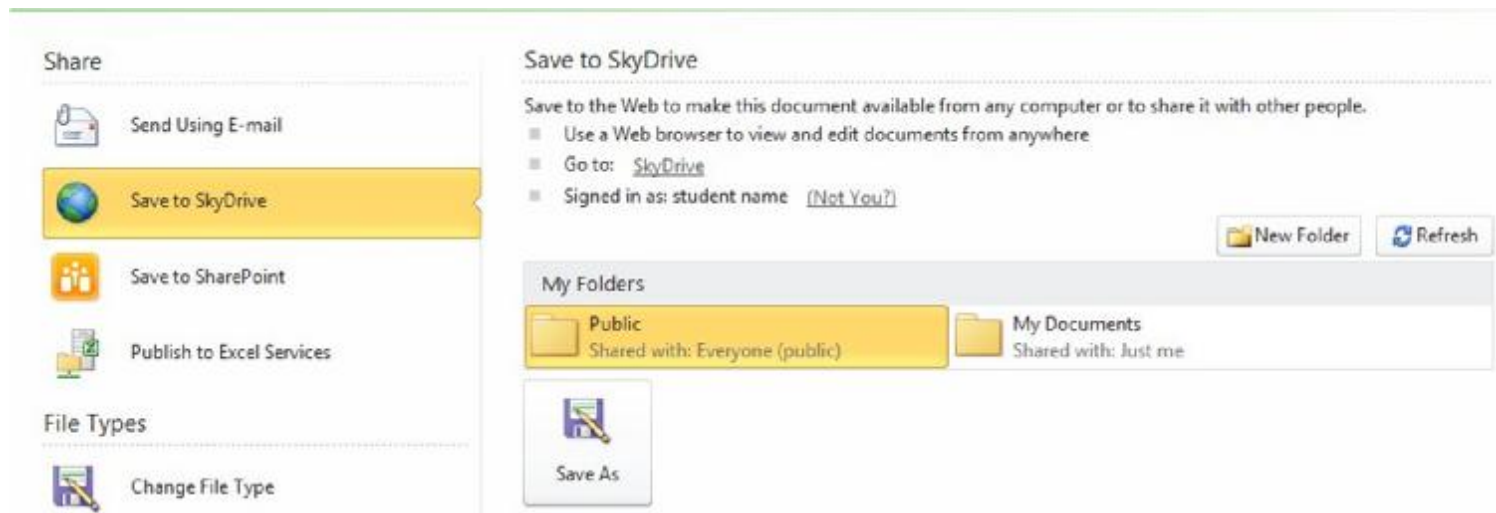 Share
Send Using E-mail
Save to SkyDrive
Save to SharePoint
Publish to Excel Services
File Types
Change File Type
Save to SkyDrive
Save to the Web to make this document available from any computer or to share it with other people.
Use a Web browser to view and edit documents from anywhere
Go to: SkyDrive
Signed in as: student name (Not You?)
New Folder Refresh
My Folders
Public My Documents
Shared with: Everyone (public) Shared with: Just me
Save As